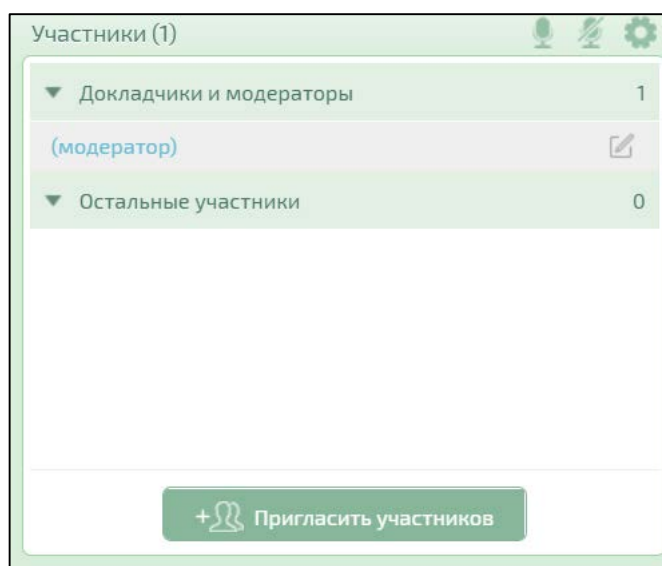 Участники (1)
Докладчики и модераторы 1
(модератор)
Остальные участники 0
Пригласить участников